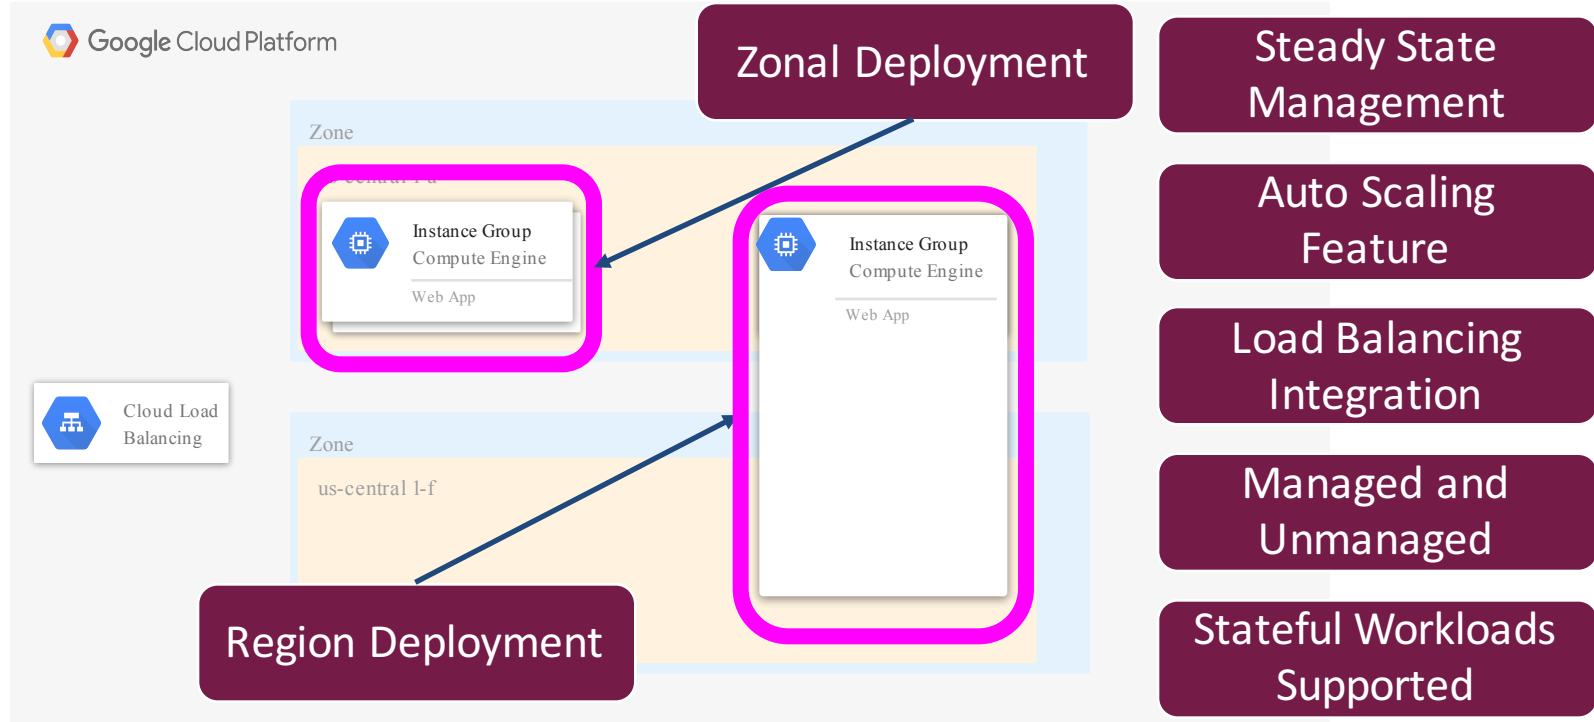 Google Cloud Platform
Zonal Deployment
Steady State
Management
Zone
Auto Scaling
Feature
Instance Group
Compute Engine
Web App
Instance Group
Compute Engine
Web App
Load Balancing
Integration
Cloud Load
Balancing
Zone
us-central 1-f
Managed and
Unmanaged
Region Deployment
Stateful Workloads
Supported